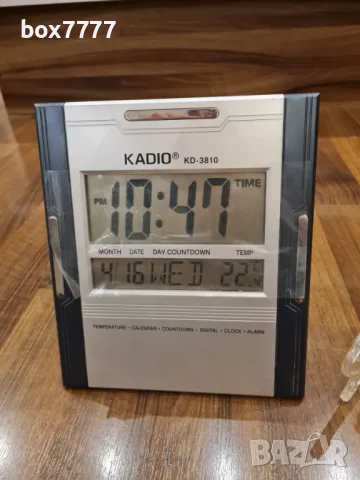 box7777
KADIO® KD-3810
PM 10:47 TIME
MONTH DATE DAY COUNTDOWN TEMP
4 16 WED 22.
TEMPERATURE • CALENDAR • COUNTDOWN • DIGITAL • CLOCK • ALARM
BAZAR